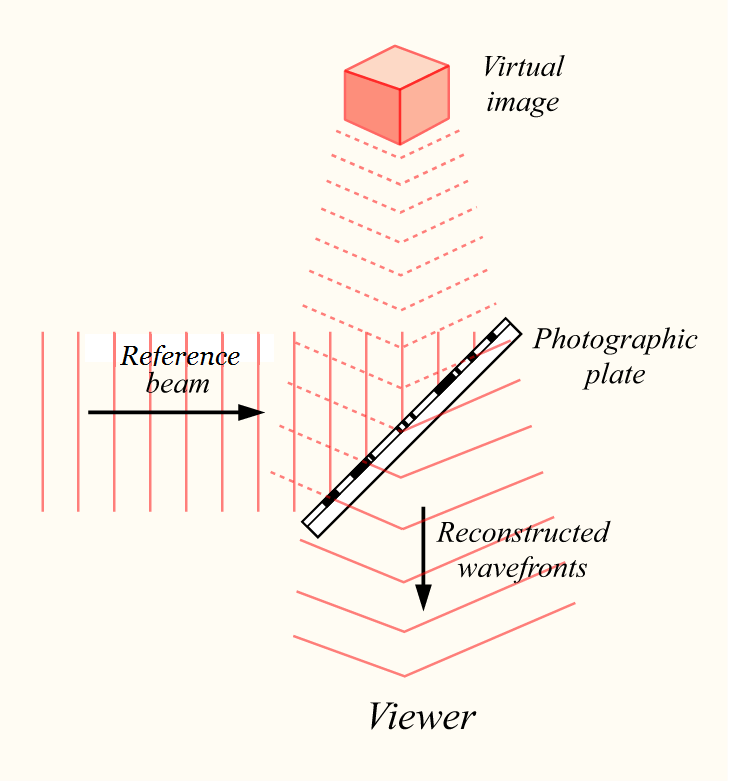 Virtual
image
Photographic
plate
Reference
beam
Reconstructed
wavefronts
Viewer